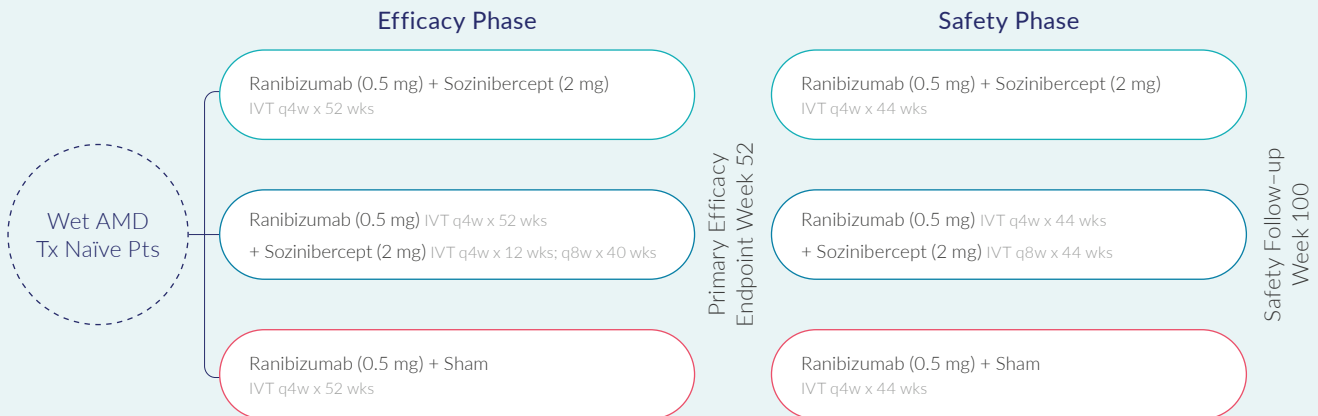 Efficacy Phase
Safety Phase
Wet AMD
Tx Naïve Pts
Ranibizumab (0.5 mg) + Sozinibercept (2 mg)
IVT q4w x 52 wks
Ranibizumab (0.5 mg) IVT q4w x 52 wks
+ Sozinibercept (2 mg) IVT q4w x 12 wks; q8w x 40 wks
Ranibizumab (0.5 mg) + Sham
IVT q4w x 52 wks
Primary Efficacy
Endpoint Week 52
Ranibizumab (0.5 mg) + Sozinibercept (2 mg)
IVT q4w x 44 wks
Ranibizumab (0.5 mg) IVT q4w x 44 wks
+ Sozinibercept (2 mg) IVT q8w x 44 wks
Ranibizumab (0.5 mg) + Sham
IVT q4w x 44 wks
Safety Follow-up
Week 100